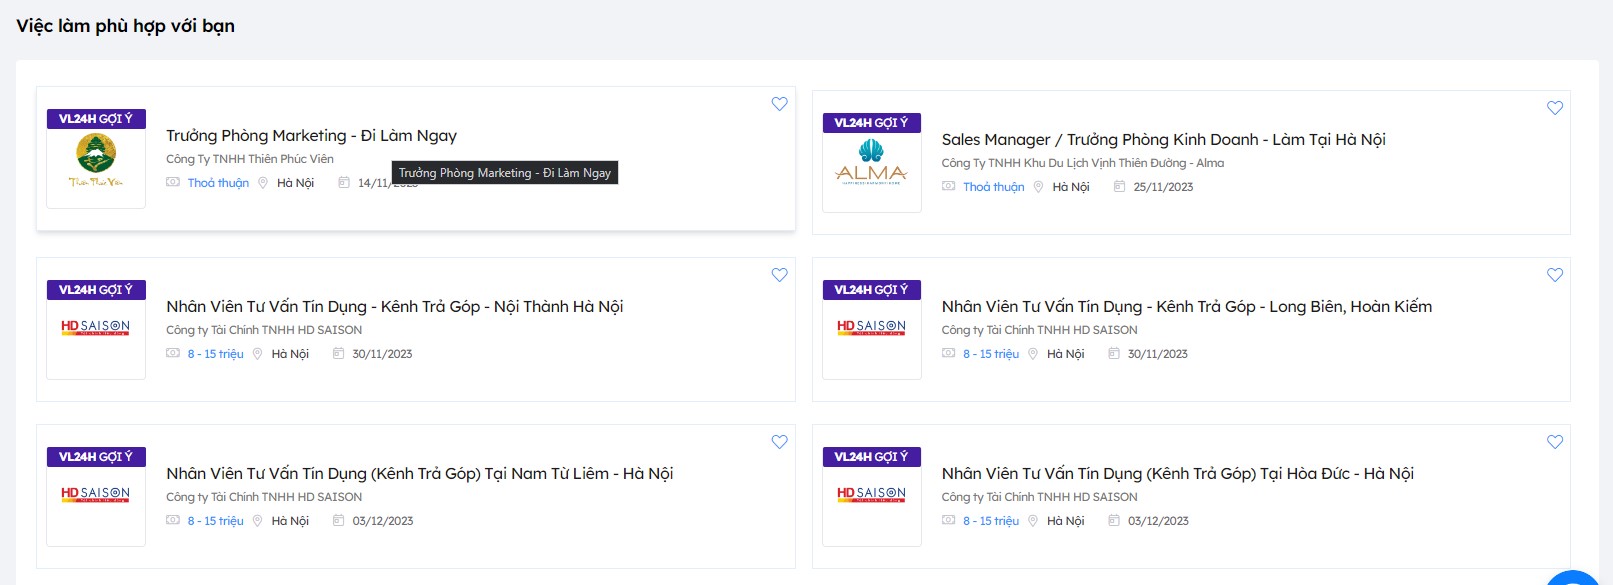 Việc làm phù hợp với bạn
VL24H GỢI Ý
Thiên Phúc Viên
Trưởng Phòng Marketing - Đi Làm Ngay
Công Ty TNHH Thiên Phúc Viên
Trưởng Phòng Marketing - Đi Làm Ngay
Thoả thuận Hà Nội 14/11/
VL24H GỢI Ý
ALMA
Sales Manager / Trưởng Phòng Kinh Doanh - Làm Tại Hà Nội
Công Ty TNHH Khu Du Lịch Vịnh Thiên Đường - Alma
Thoả thuận Hà Nội 25/11/2023
VL24H GỢI Ý
HD SAISON
Nhân Viên Tư Vấn Tín Dụng - Kênh Trả Góp - Nội Thành Hà Nội
Công ty Tài Chính TNHH HD SAISON
8 - 15 triệu Hà Nội 30/11/2023
VL24H GỢI Ý
HD SAISON
Nhân Viên Tư Vấn Tín Dụng - Kênh Trả Góp - Long Biên, Hoàn Kiếm
Công ty Tài Chính TNHH HD SAISON
8 - 15 triệu Hà Nội 30/11/2023
VL24H GỢI Ý
HD SAISON
Nhân Viên Tư Vấn Tín Dụng (Kênh Trả Góp) Tại Nam Từ Liêm - Hà Nội
Công ty Tài Chính TNHH HD SAISON
8 - 15 triệu Hà Nội 03/12/2023
VL24H GỢI Ý
HD SAISON
Nhân Viên Tư Vấn Tín Dụng (Kênh Trả Góp) Tại Hòa Đức - Hà Nội
Công ty Tài Chính TNHH HD SAISON
8 - 15 triệu Hà Nội 03/12/2023